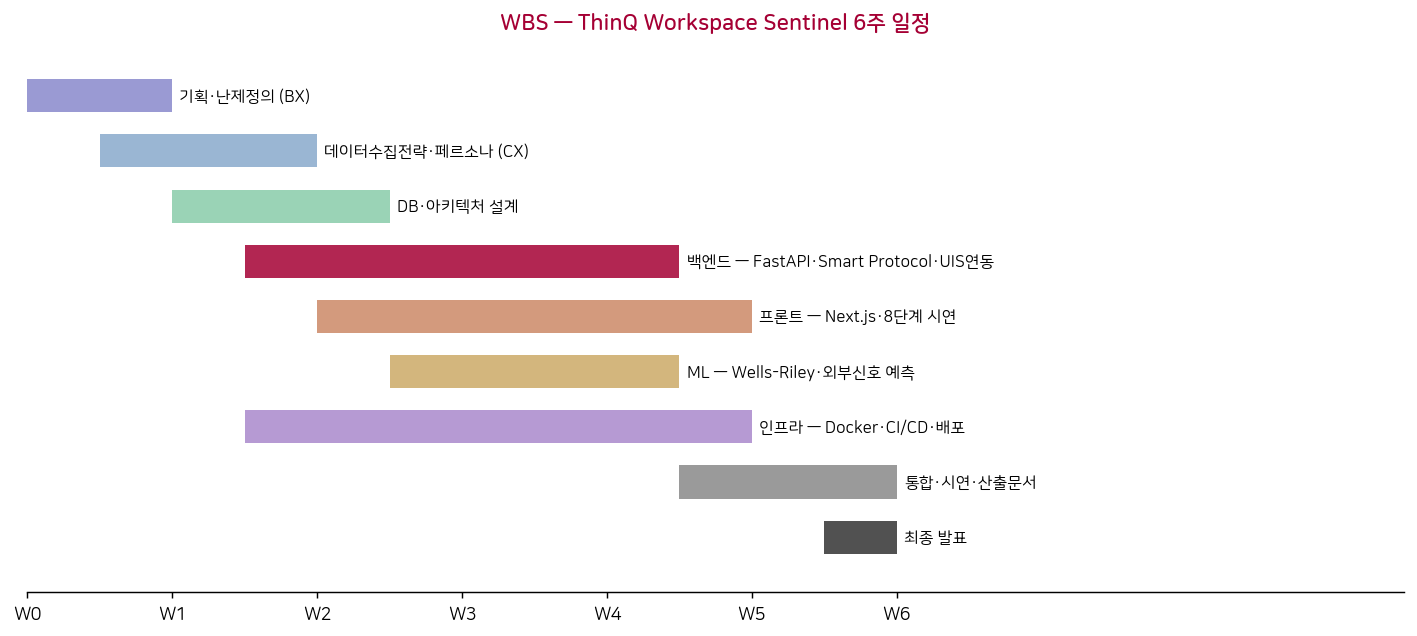 WBS — ThinQ Workspace Sentinel 6주 일정
기획·난제정의 (BX)
데이터수집전략·페르소나 (CX)
DB·아키텍처 설계
백엔드 — FastAPI·Smart Protocol·UIS연동
프론트 — Next.js·8단계 시연
ML — Wells-Riley·외부신호 예측
인프라 — Docker·CI/CD·배포
통합·시연·산출문서
최종 발표
W0 W1 W2 W3 W4 W5 W6